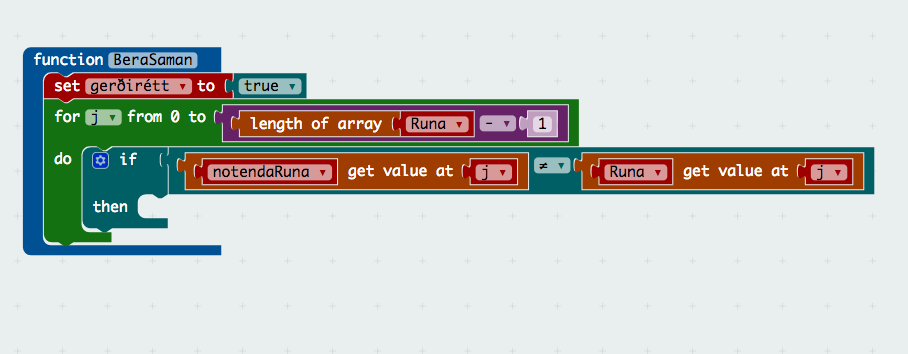 function BeraSaman
set gerðirétt to true
for j from 0 to length of array Runa - 1
do if notendaRuna get value at j ≠ Runa get value at j
then